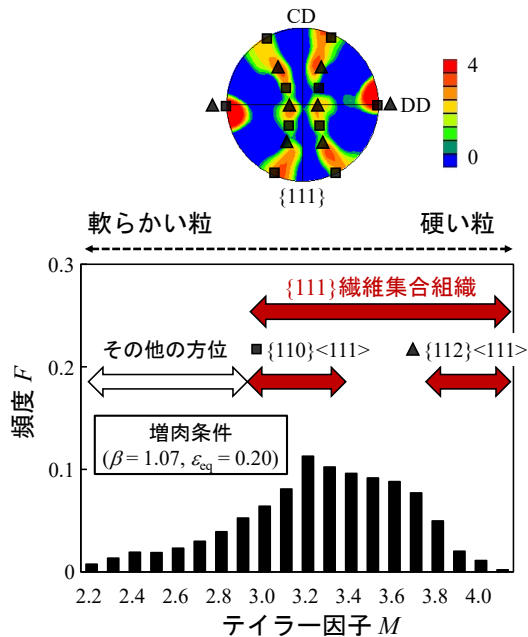 CD
4
DD
0
{111}
軟らかい粒 硬い粒
0.3
{111}繊維集合組織
その他の方位 ■ {110}<111> ▲ {112}<111>
0.2
頻度 F
増肉条件
(β = 1.07, εeq = 0.20)
0.1
0
2.2 2.4 2.6 2.8 3.0 3.2 3.4 3.6 3.8 4.0
テイラー因子 M